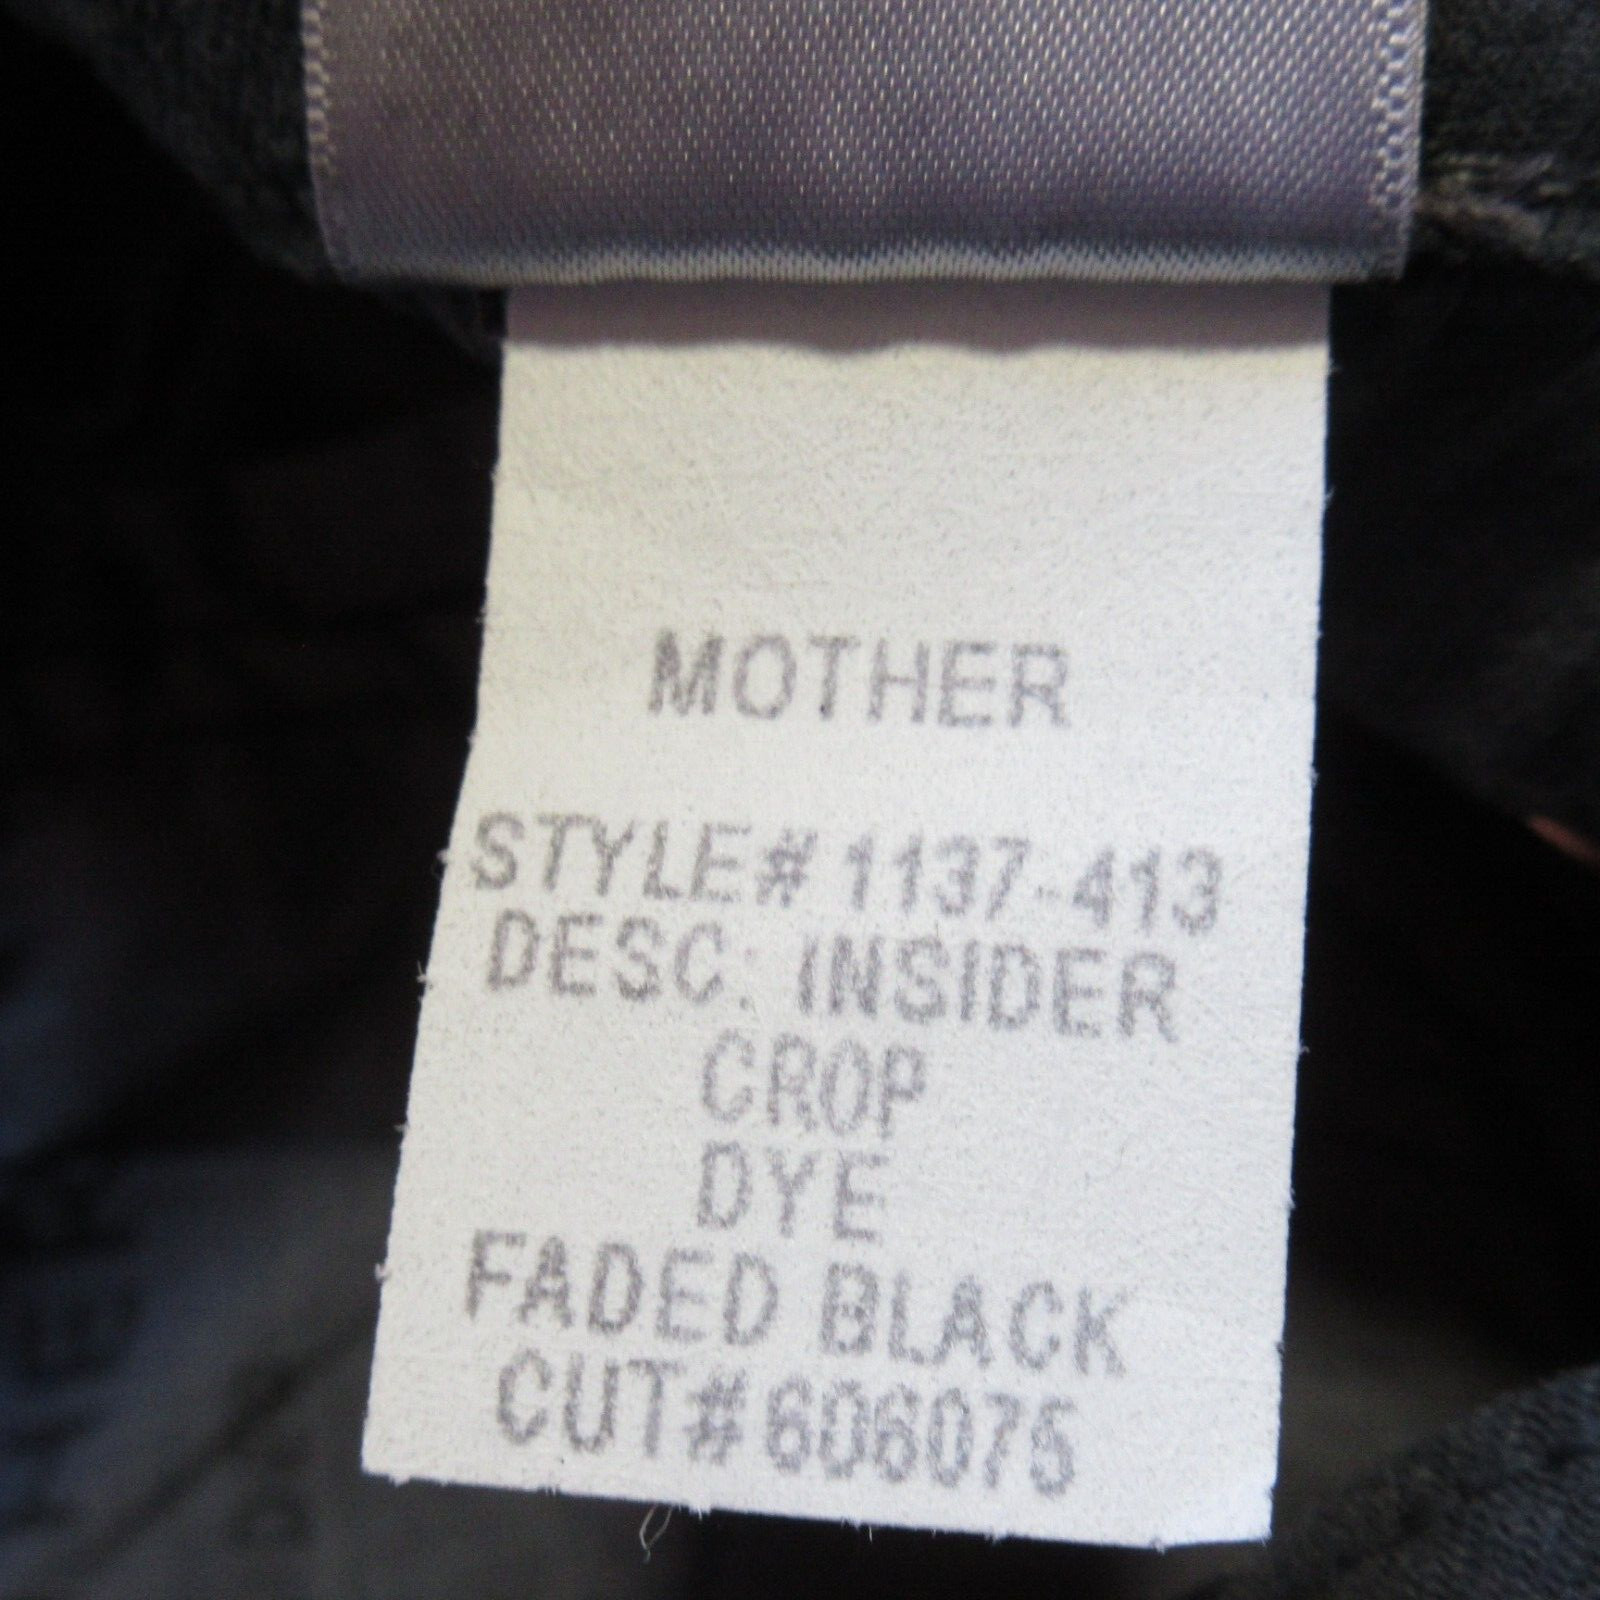 MOTHER
STYLE# 1137-413
DESC: INSIDER
CROP
DYE
FADED BLACK
CUT#606075